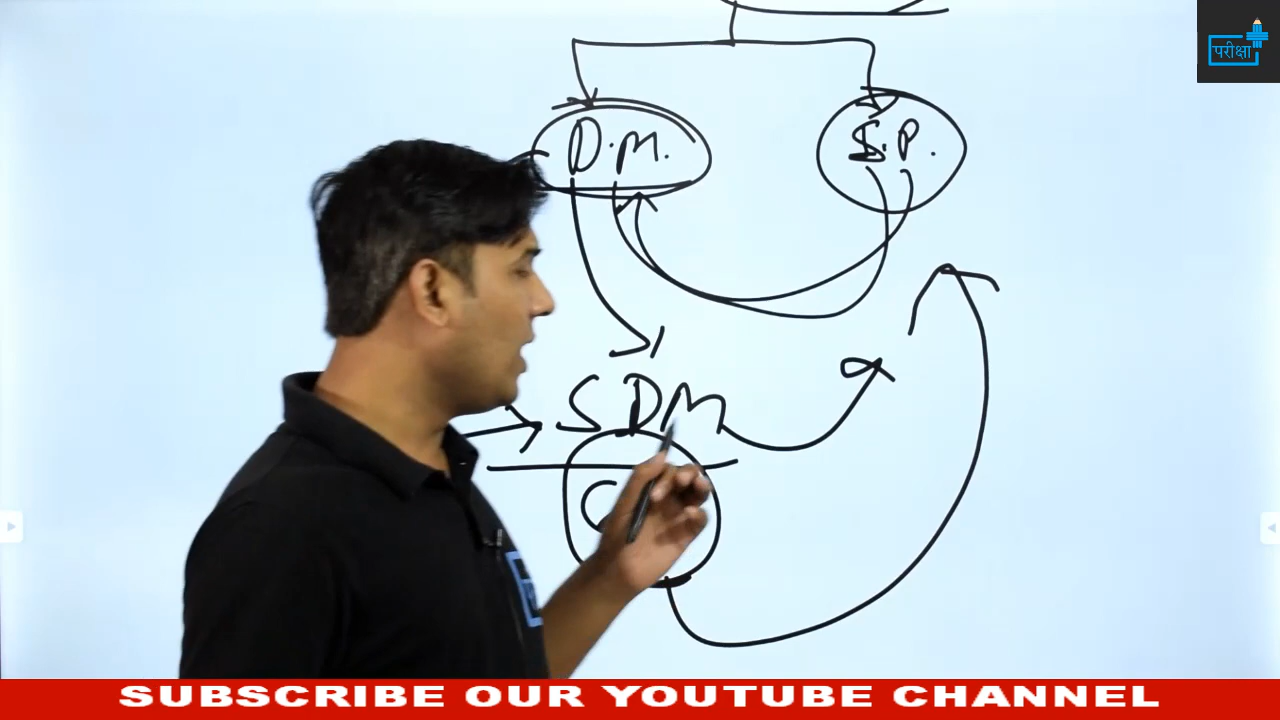 परीक्षा
D.M.
S.P.
SDM
C
SUBSCRIBE OUR YOUTUBE CHANNEL